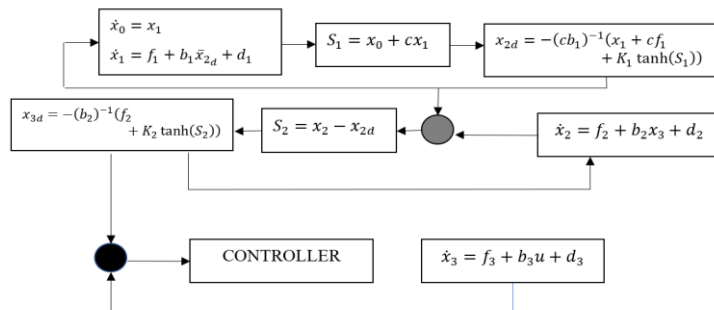 ẋ₀ = x₁
ẋ₁ = f₁ + b₁x̄₂_d + d₁
S₁ = x₀ + cx₁
x₂d = −(cb₁)⁻¹(x₁ + cf₁
+ K₁ tanh(S₁))
x₃d = −(b₂)⁻¹(f₂
+ K₂ tanh(S₂))
S₂ = x₂ − x₂d
ẋ₂ = f₂ + b₂x₃ + d₂
CONTROLLER
ẋ₃ = f₃ + b₃u + d₃